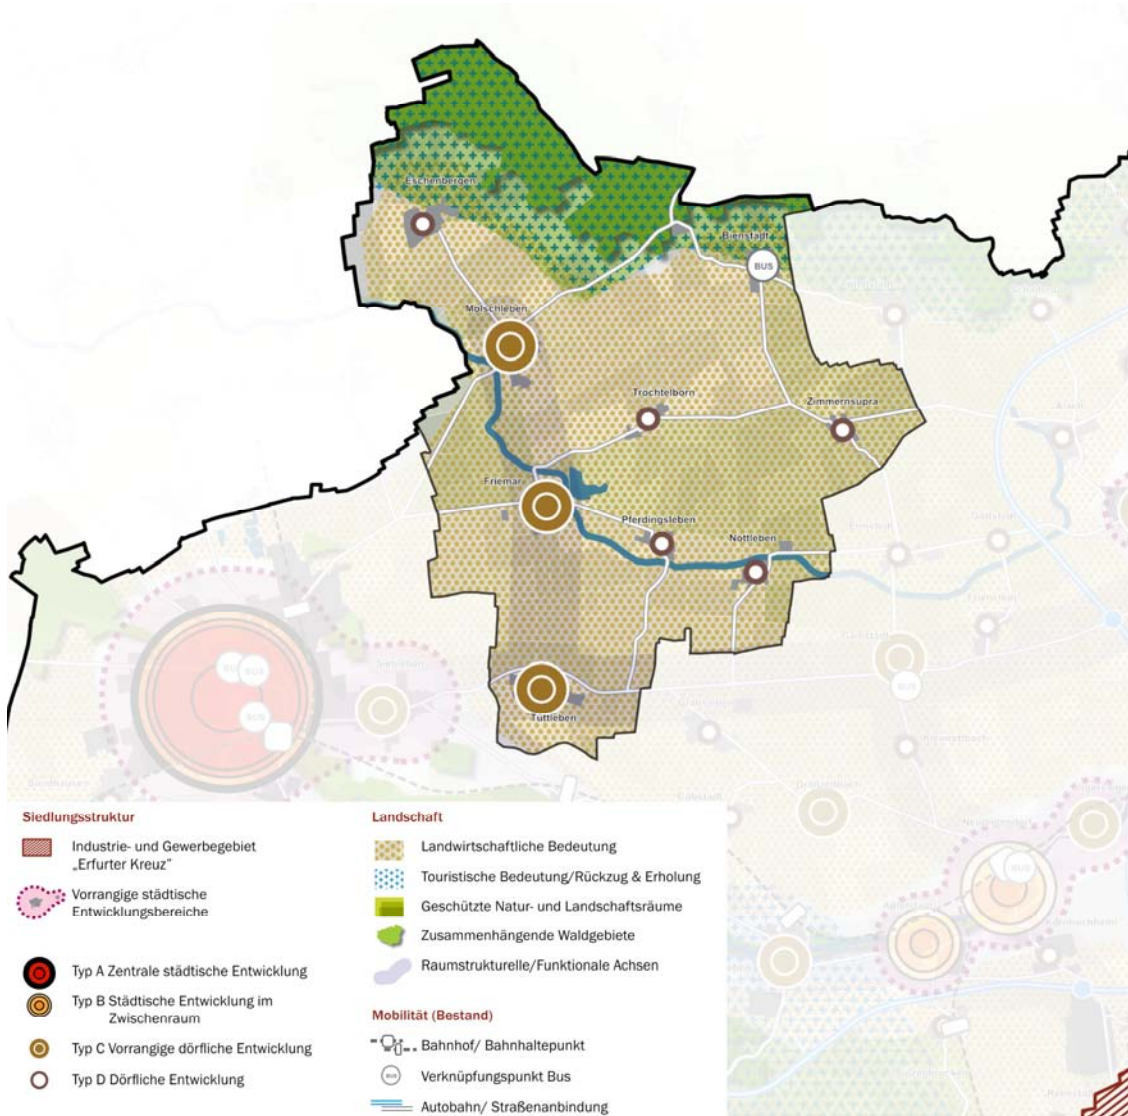 Eschenbergen
Bienstadt
BUS
Molschleben
Trochtelborn
Zimmernsupra
Friemar
Pferdingsleben
Nottleben
Tüttleben
Siebleben
BUS
BUS
BUS
BUS
BUS
Siedlungsstruktur
Industrie- und Gewerbegebiet
„Erfurter Kreuz"
Vorrangige städtische
Entwicklungsbereiche
Typ A Zentrale städtische Entwicklung
Typ B Städtische Entwicklung im
Zwischenraum
Typ C Vorrangige dörfliche Entwicklung
Typ D Dörfliche Entwicklung
Landschaft
Landwirtschaftliche Bedeutung
Touristische Bedeutung/Rückzug & Erholung
Geschützte Natur- und Landschaftsräume
Zusammenhängende Waldgebiete
Raumstrukturelle/Funktionale Achsen
Mobilität (Bestand)
Bahnhof/ Bahnhaltepunkt
BUS
Verknüpfungspunkt Bus
Autobahn/ Straßenanbindung